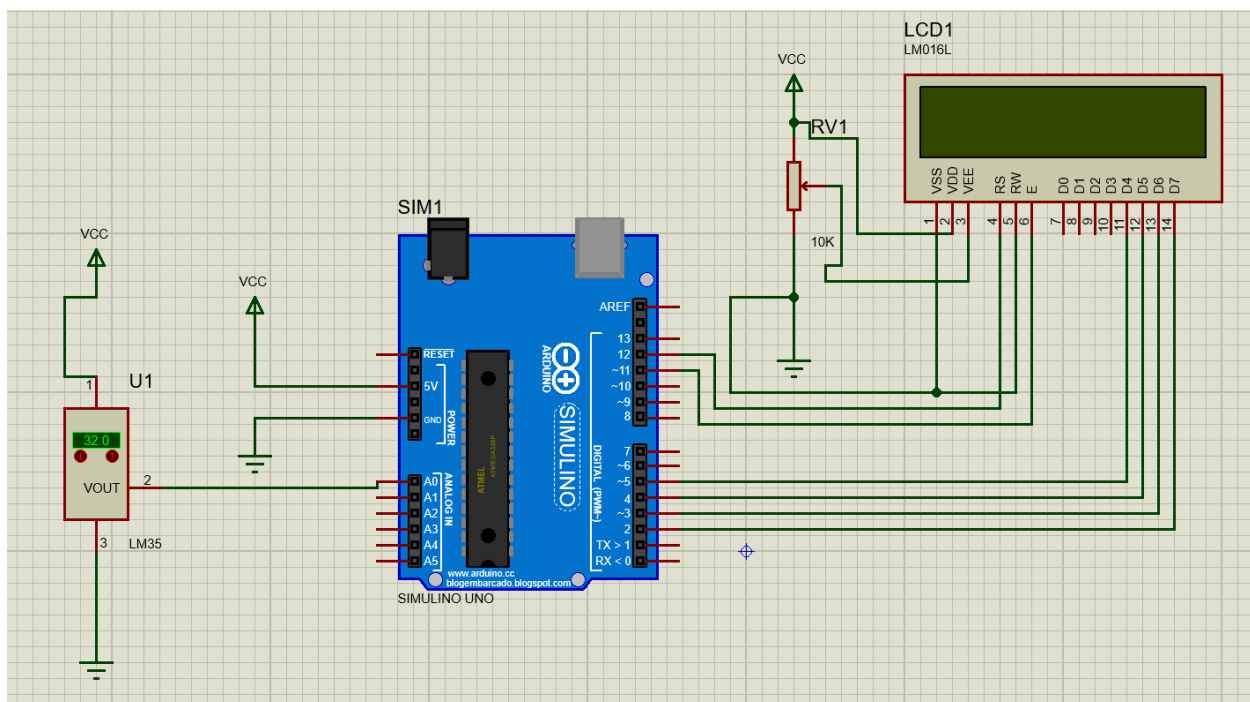 LCD1
LM016L
VCC
RV1
10K
VSS
VDD
VEE
RS
RW
E
D0
D1
D2
D3
D4
D5
D6
D7
1
2
3
4
5
6
7
8
9
10
11
12
13
14
VCC
U1
1
32.0
VOUT
2
3
LM35
VCC
SIM1
RESET
5V
GND
POWER
A0
A1
A2
A3
A4
A5
ANALOG IN
ATMEL
ATMEGA328P
ARDUINO
SIMULINO
AREF
13
12
~11
~10
~9
8
DIGITAL (PWM~)
7
~6
~5
4
~3
2
TX > 1
RX < 0
www.arduino.cc
blogembarcado.blogspot.com
SIMULINO UNO